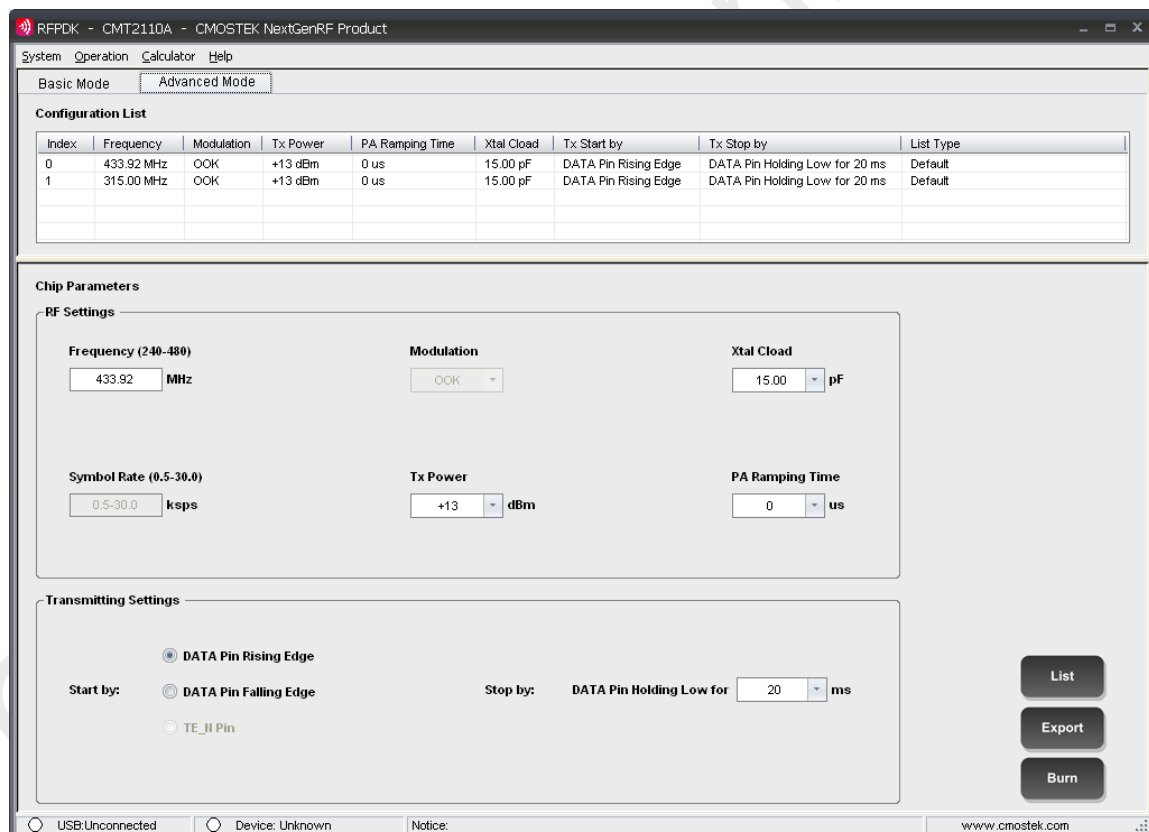 RFPDK - CMT2110A - CMOSTEK NextGenRF Product
System Operation Calculator Help
Basic Mode Advanced Mode
Configuration List
Index Frequency Modulation Tx Power PA Ramping Time Xtal Cload Tx Start by Tx Stop by List Type
0 433.92 MHz OOK +13 dBm 0 us 15.00 pF DATA Pin Rising Edge DATA Pin Holding Low for 20 ms Default
1 315.00 MHz OOK +13 dBm 0 us 15.00 pF DATA Pin Rising Edge DATA Pin Holding Low for 20 ms Default
Chip Parameters
RF Settings
Frequency (240-480) Modulation Xtal Cload
433.92 MHz OOK 15.00 pF
Symbol Rate (0.5-30.0) Tx Power PA Ramping Time
0.5-30.0 ksps +13 dBm 0 us
Transmitting Settings
DATA Pin Rising Edge
Start by: DATA Pin Falling Edge Stop by: DATA Pin Holding Low for 20 ms
TE_N Pin
List
Export
Burn
USB:Unconnected Device: Unknown Notice: www.cmostek.com